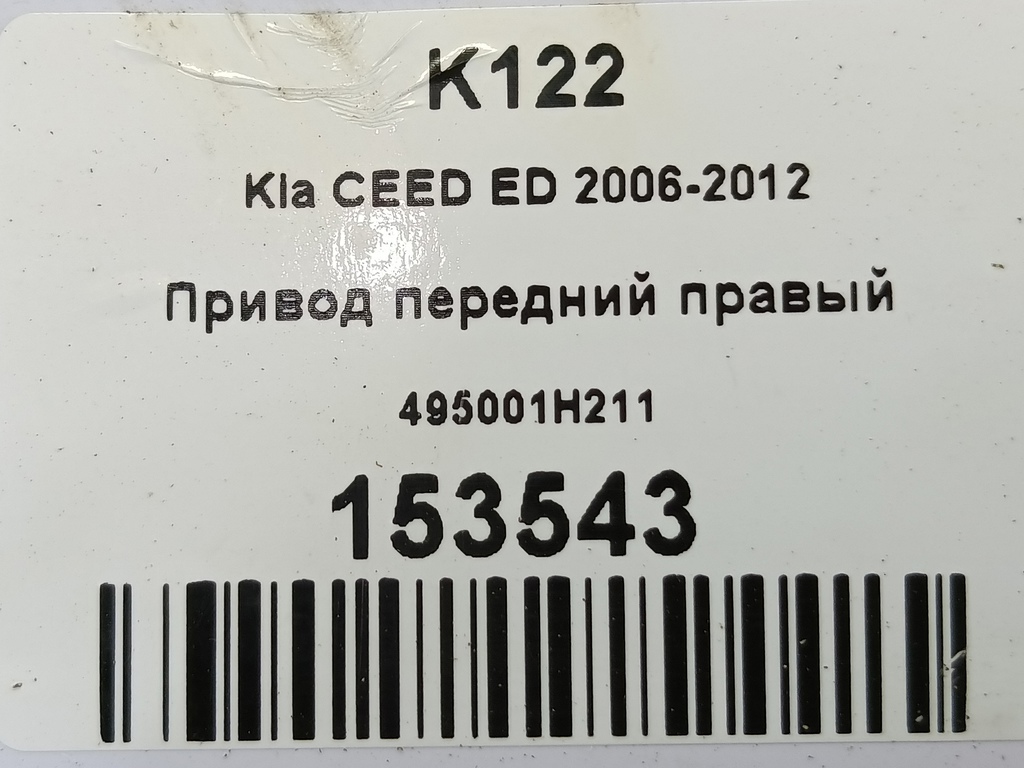 K122
Kia CEED ED 2006-2012
Привод передний правый
495001H211
153543